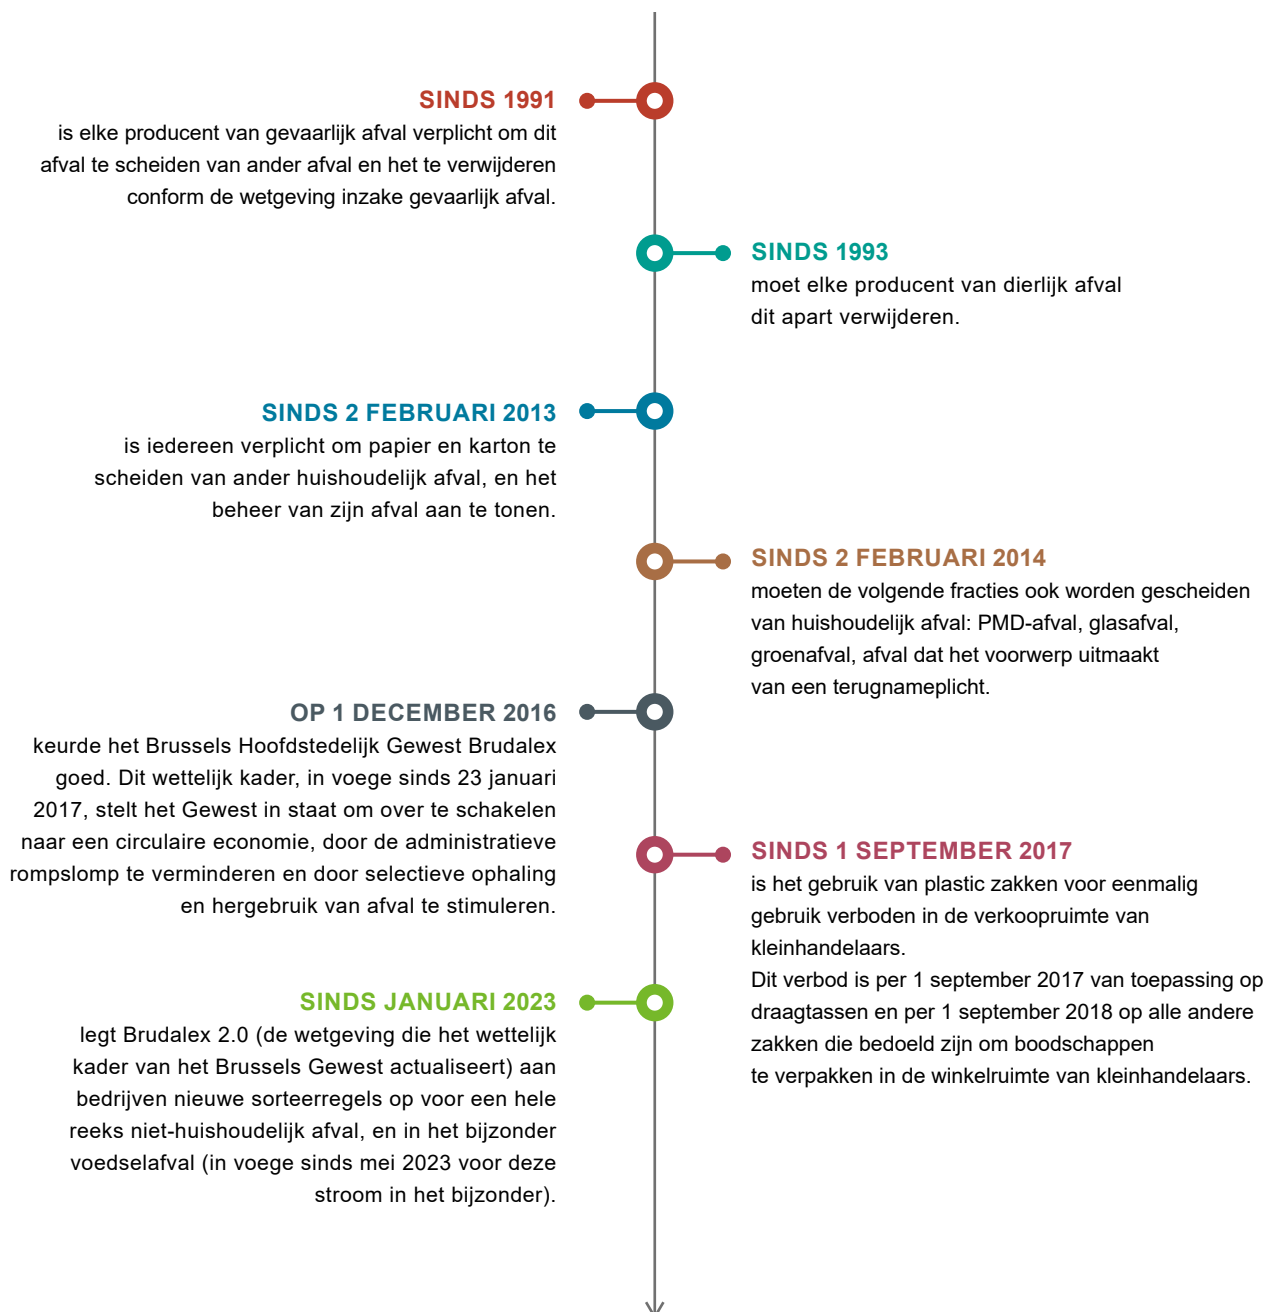 SINDS 1991
is elke producent van gevaarlijk afval verplicht om dit
afval te scheiden van ander afval en het te verwijderen
conform de wetgeving inzake gevaarlijk afval.
SINDS 1993
moet elke producent van dierlijk afval
dit apart verwijderen.
SINDS 2 FEBRUARI 2013
is iedereen verplicht om papier en karton te
scheiden van ander huishoudelijk afval, en het
beheer van zijn afval aan te tonen.
SINDS 2 FEBRUARI 2014
moeten de volgende fracties ook worden gescheiden
van huishoudelijk afval: PMD-afval, glasafval,
groenafval, afval dat het voorwerp uitmaakt
van een terugnameplicht.
OP 1 DECEMBER 2016
keurde het Brussels Hoofdstedelijk Gewest Brudalex
goed. Dit wettelijk kader, in voege sinds 23 januari
2017, stelt het Gewest in staat om over te schakelen
naar een circulaire economie, door de administratieve
rompslomp te verminderen en door selectieve ophaling
en hergebruik van afval te stimuleren.
SINDS 1 SEPTEMBER 2017
is het gebruik van plastic zakken voor eenmalig
gebruik verboden in de verkoopruimte van
kleinhandelaars.
Dit verbod is per 1 september 2017 van toepassing op
draagtassen en per 1 september 2018 op alle andere
zakken die bedoeld zijn om boodschappen
te verpakken in de winkelruimte van kleinhandelaars.
SINDS JANUARI 2023
legt Brudalex 2.0 (de wetgeving die het wettelijk
kader van het Brussels Gewest actualiseert) aan
bedrijven nieuwe sorteerregels op voor een hele
reeks niet-huishoudelijk afval, en in het bijzonder
voedselafval (in voege sinds mei 2023 voor deze
stroom in het bijzonder).